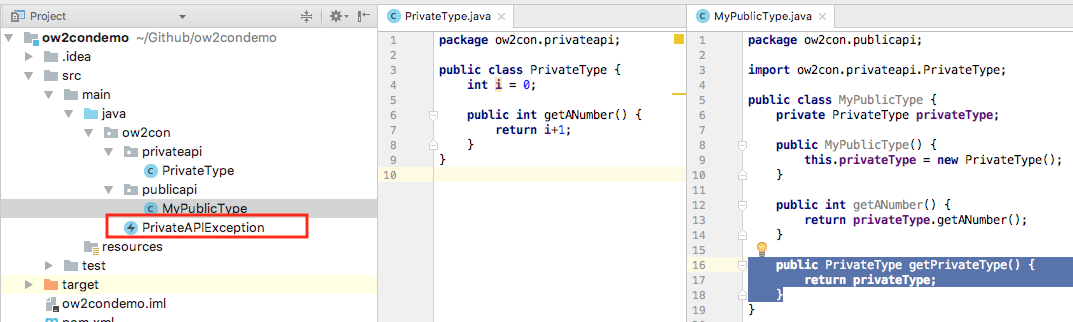 Project
ow2condemo ~/Github/ow2condemo
.idea
src
main
java
ow2con
privateapi
PrivateType
publicapi
MyPublicType
PrivateAPIException
resources
test
target
ow2condemo.iml
pom.xml
PrivateType.java
1 package ow2con.privateapi;
2
3 public class PrivateType {
4 int i = 0;
5
6 public int getANumber() {
7 return i+1;
8 }
9 }
10
MyPublicType.java
1 package ow2con.publicapi;
2
3 import ow2con.privateapi.PrivateType;
4
5 public class MyPublicType {
6 private PrivateType privateType;
7
8 public MyPublicType() {
9 this.privateType = new PrivateType();
10 }
11
12 public int getANumber() {
13 return privateType.getANumber();
14 }
15
16 public PrivateType getPrivateType() {
17 return privateType;
18 }
19 }